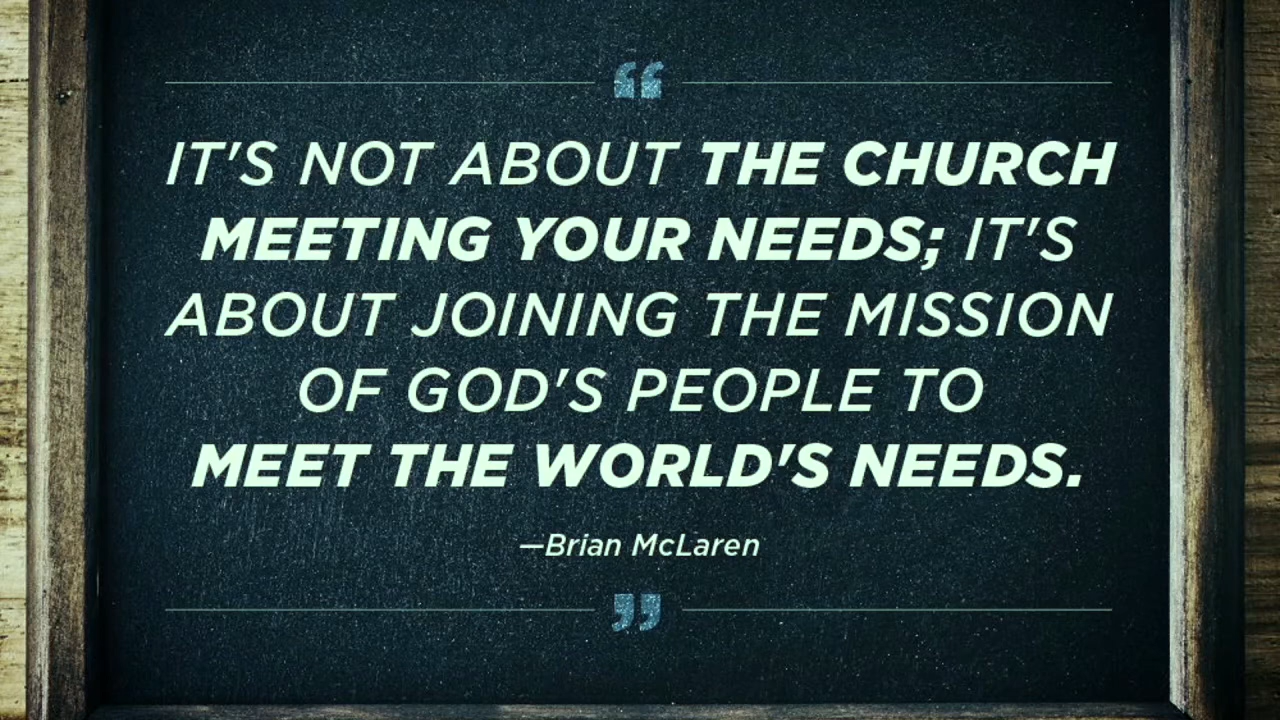 “
IT'S NOT ABOUT THE CHURCH
MEETING YOUR NEEDS; IT'S
ABOUT JOINING THE MISSION
OF GOD'S PEOPLE TO
MEET THE WORLD'S NEEDS.
—Brian McLaren
”